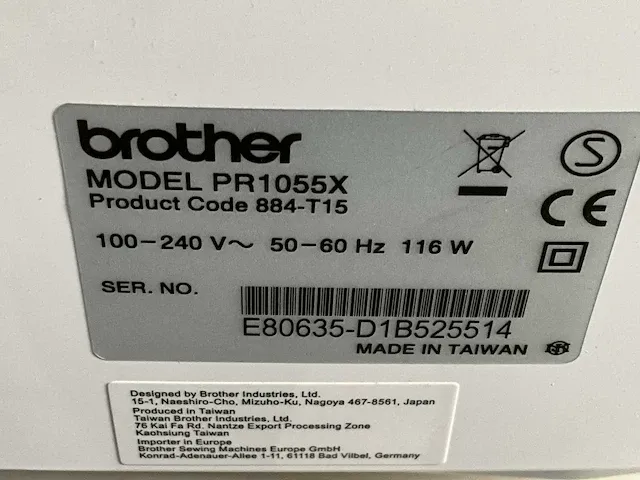 brother
MODEL PR1055X
Product Code 884-T15
100-240 V～ 50-60 Hz 116 W
SER. NO.
E80635-D1B525514
MADE IN TAIWAN
S
CE
Designed by Brother Industries, Ltd.
15-1, Naeshiro-Cho, Mizuho-Ku, Nagoya 467-8561, Japan
Produced in Taiwan
Taiwan Brother Industries, Ltd.
76 Kai Fa Rd. Nantze Export Processing Zone
Kaohsiung Taiwan
Importer in Europe
Brother Sewing Machines Europe GmbH
Konrad-Adenauer-Allee 1-11, 61118 Bad Vilbel, Germany